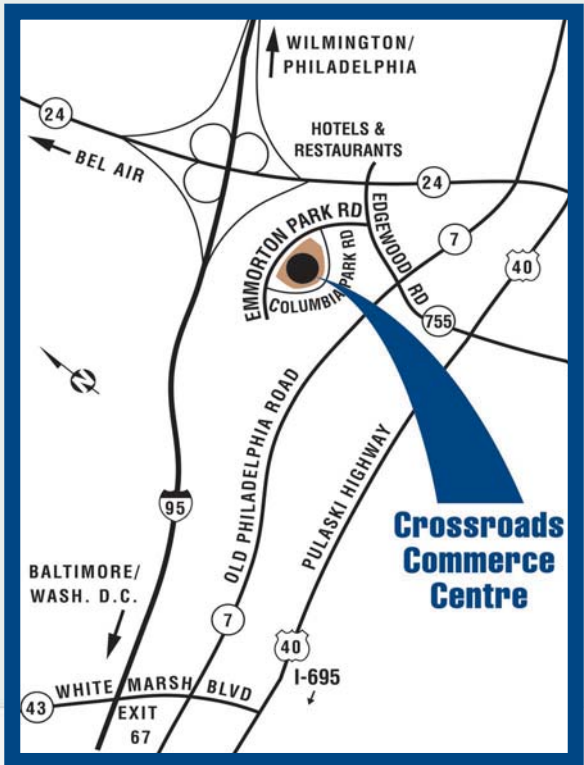 WILMINGTON/
PHILADELPHIA
24
BEL AIR
HOTELS &
RESTAURANTS
24
EMMORTON PARK RD
COLUMBIA PARK RD
EDGEWOOD RD
7
40
755
N
OLD PHILADELPHIA ROAD
PULASKI HIGHWAY
95
Crossroads
Commerce
Centre
BALTIMORE/
WASH. D.C.
7
40
I-695
43
WHITE MARSH BLVD
EXIT
67